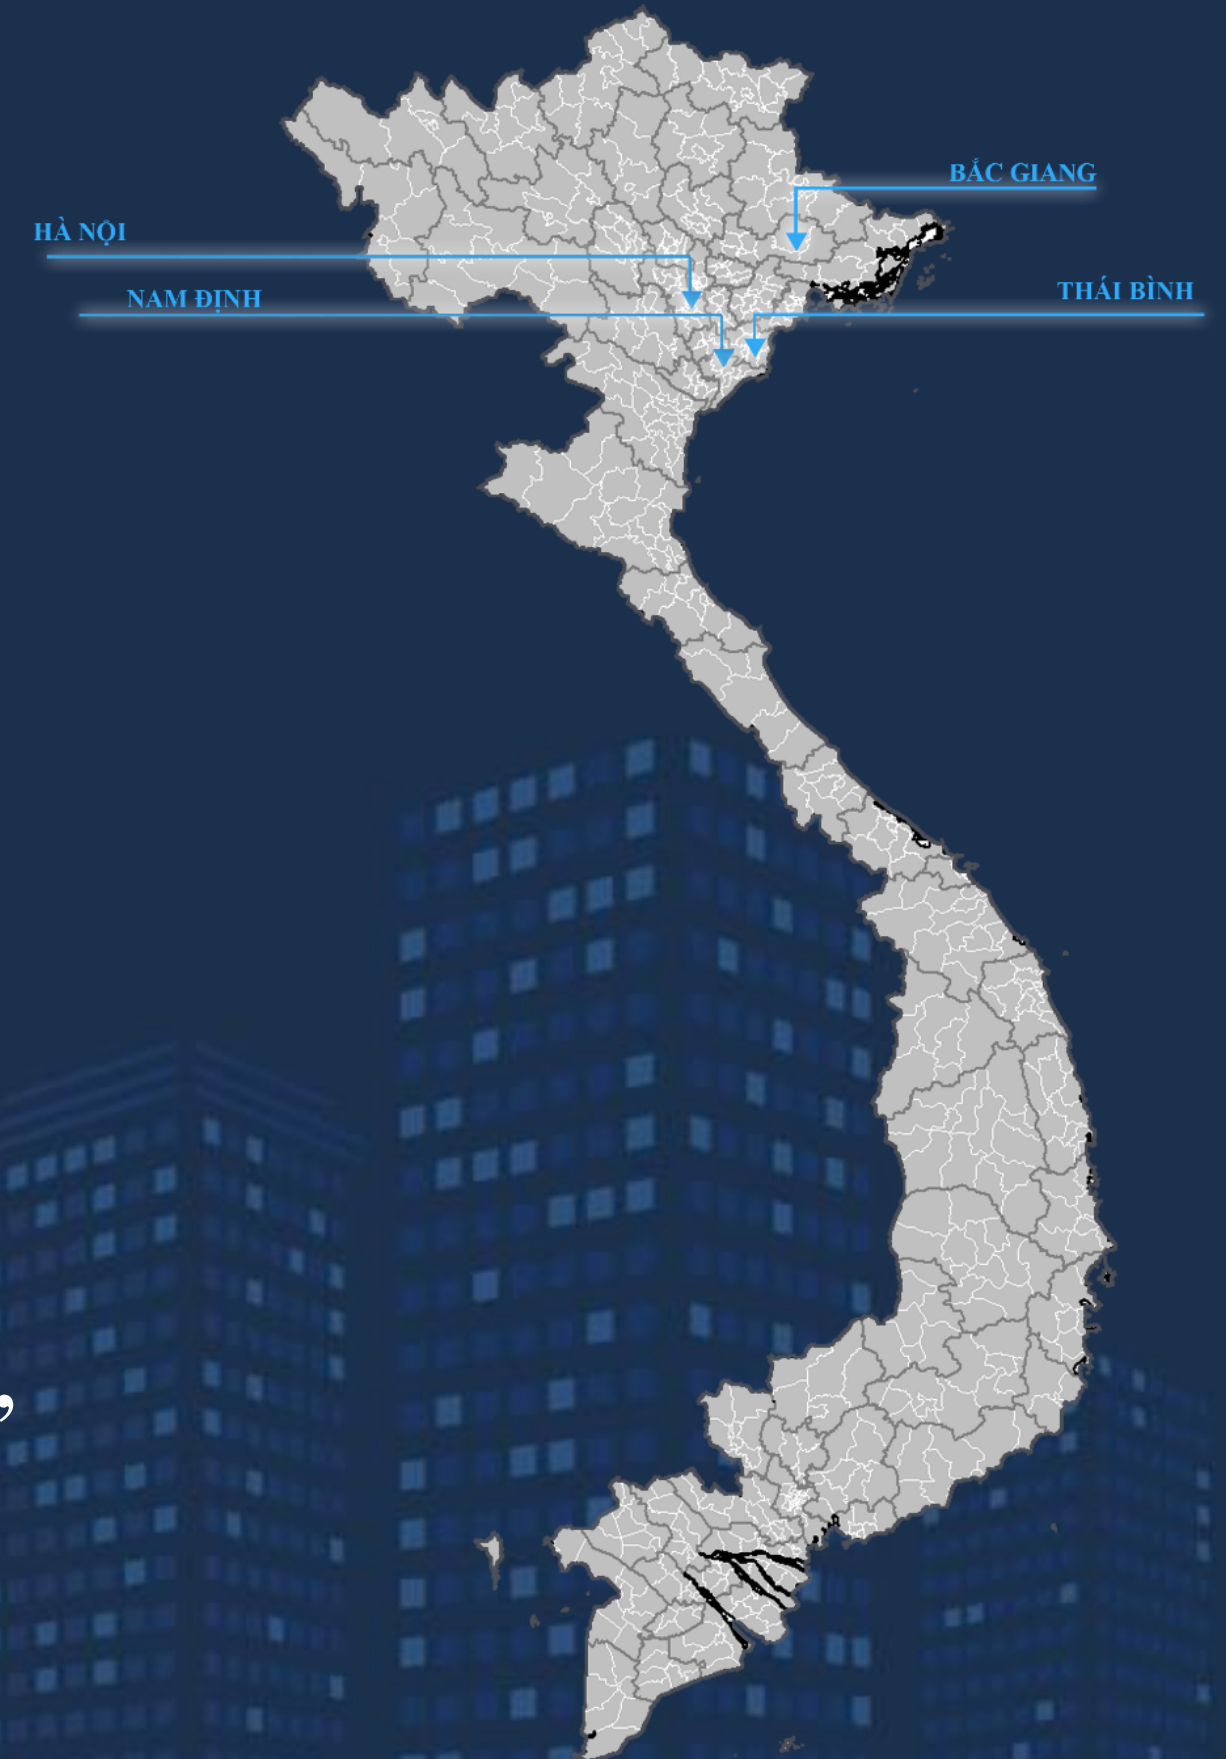 BẮC GIANG
HÀ NỘI
NAM ĐỊNH
THÁI BÌNH
,